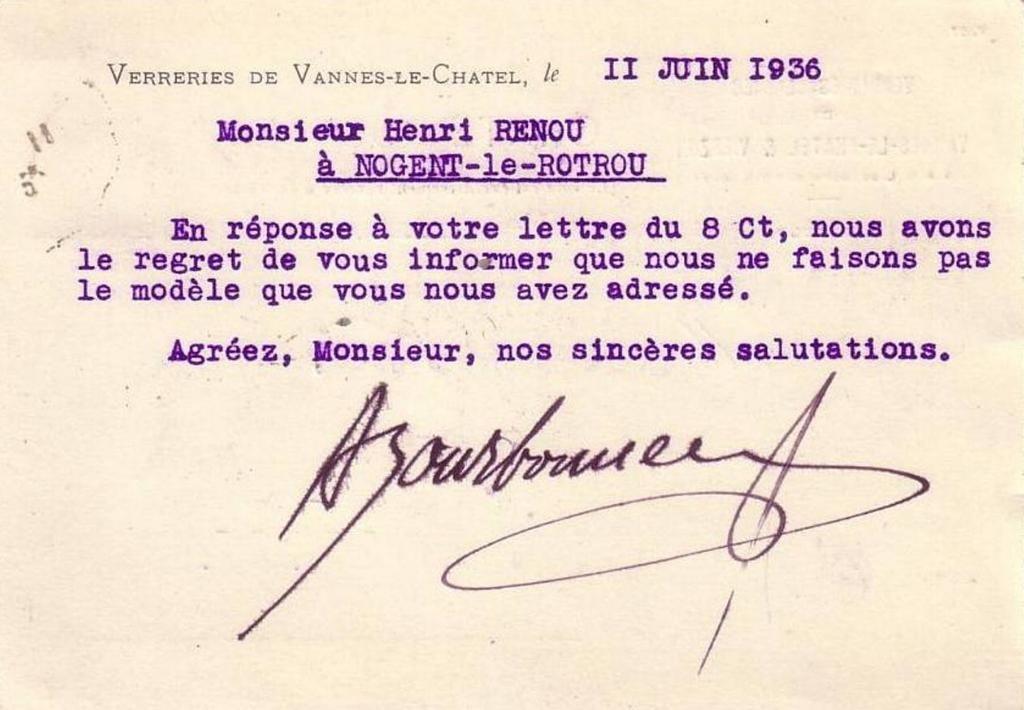 Verreries de Vannes-le-Chatel, le II JUIN 1936
Monsieur Henri RENOU
à NOGENT-le-ROTROU
En réponse à votre lettre du 8 Ct, nous avons
le regret de vous informer que nous ne faisons pas
le modèle que vous nous avez adressé.
Agréez, Monsieur, nos sincères salutations.